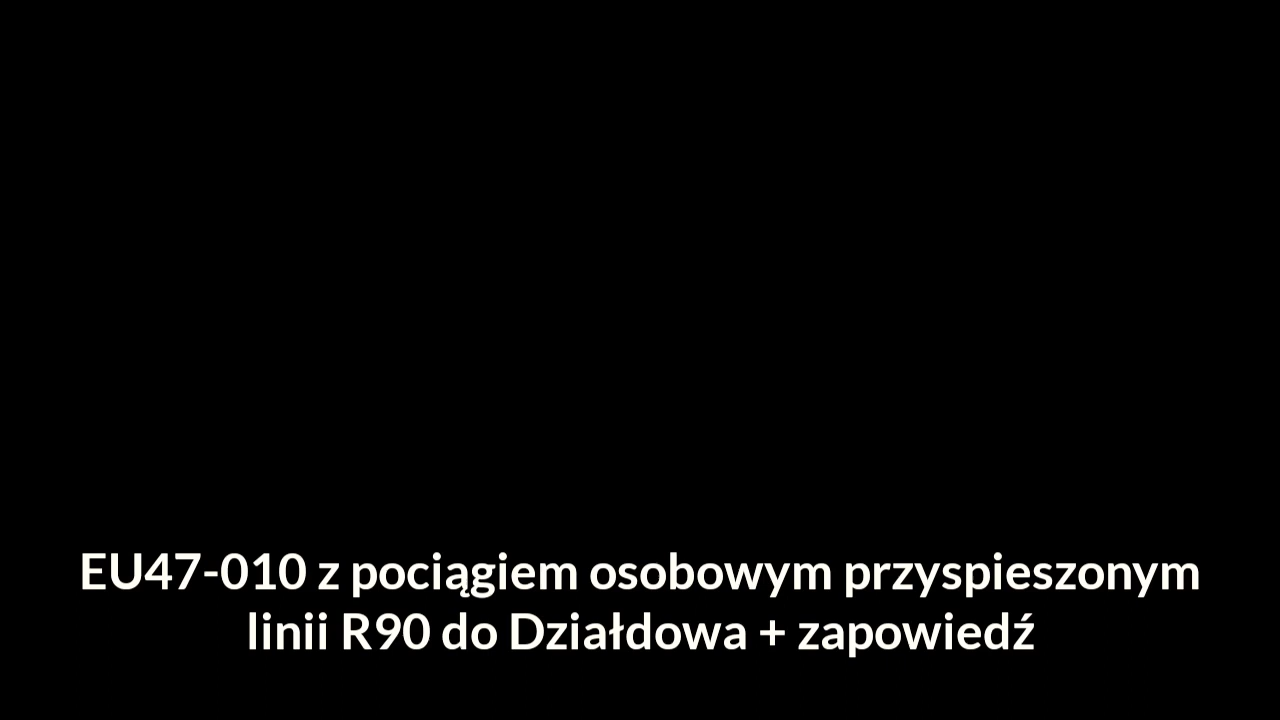 EU47-010 z pociągiem osobowym przyspieszonym
linii R90 do Działdowa + zapowiedź